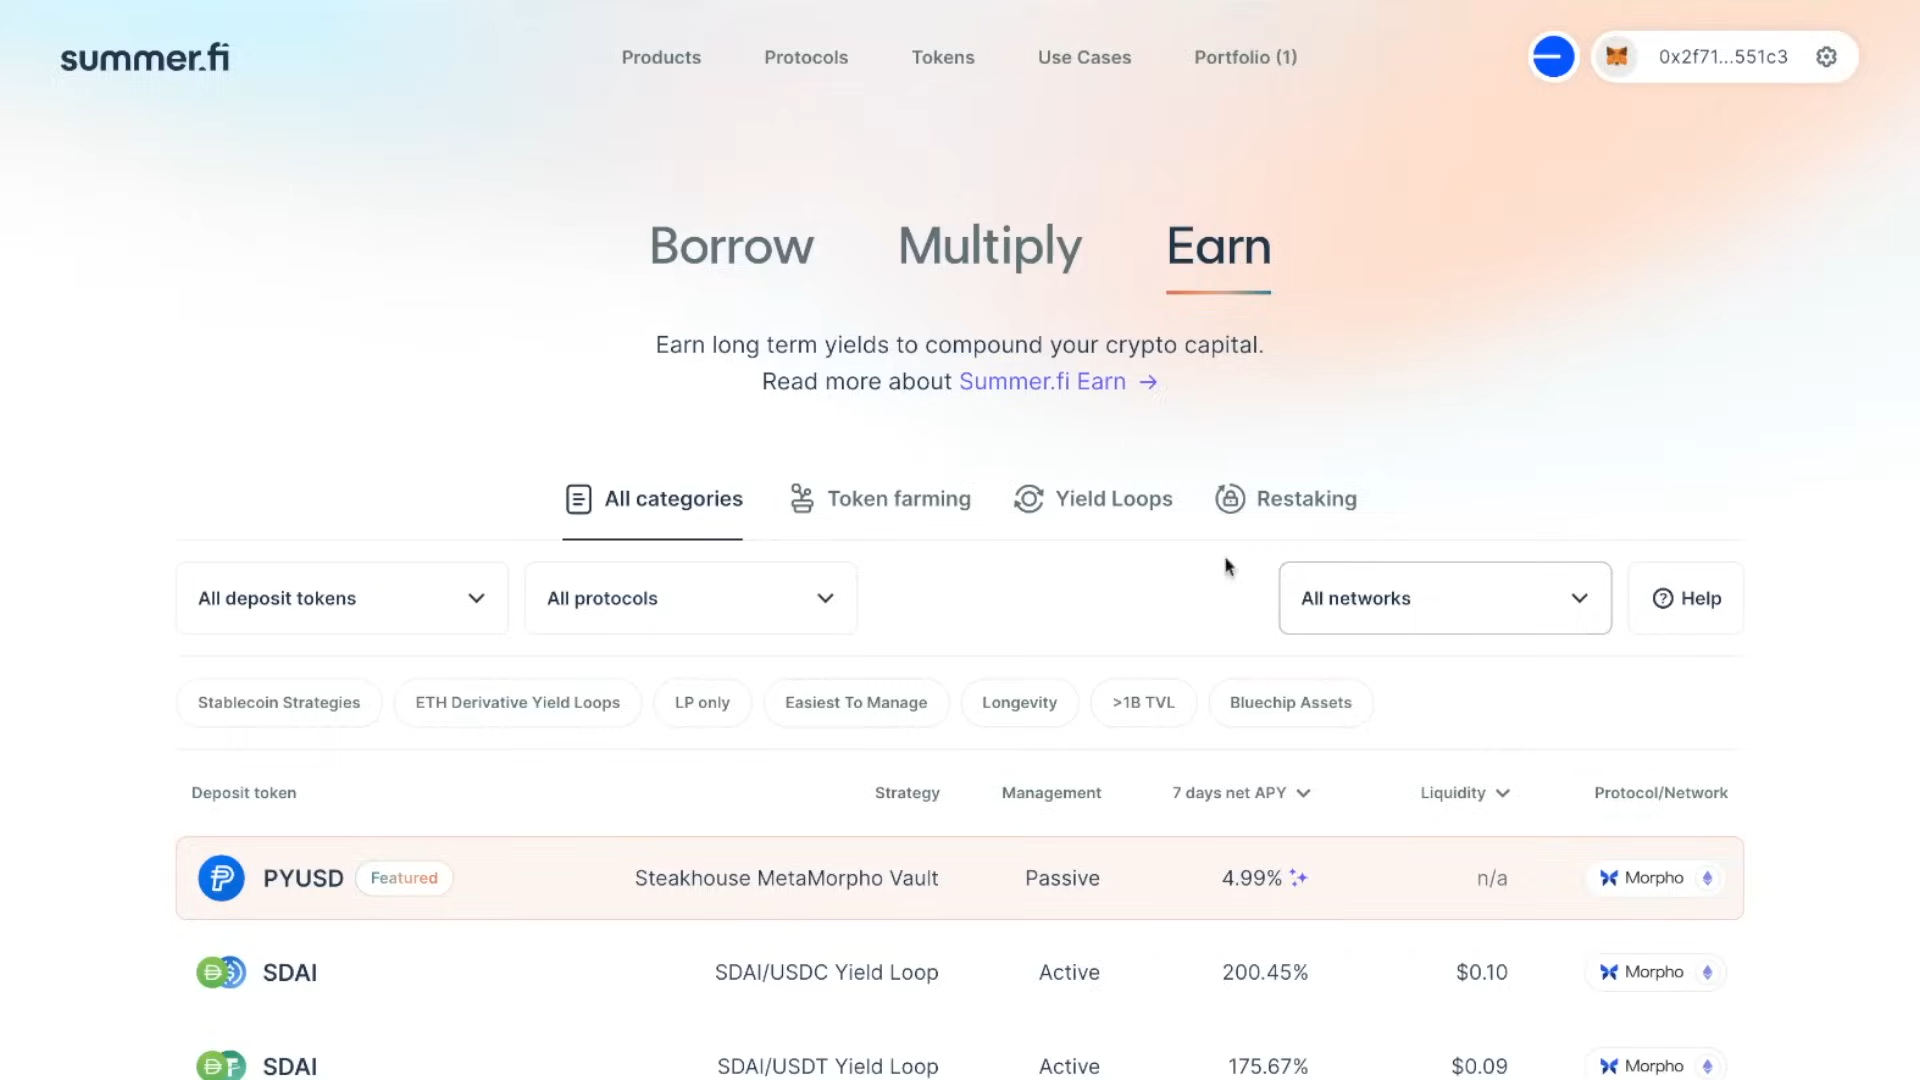 summer.fi
Products Protocols Tokens Use Cases Portfolio (1)
0x2f71...551c3
Borrow Multiply Earn
Earn long term yields to compound your crypto capital.
Read more about Summer.fi Earn →
All categories Token farming Yield Loops Restaking
All deposit tokens All protocols All networks Help
Stablecoin Strategies ETH Derivative Yield Loops LP only Easiest To Manage Longevity >1B TVL Bluechip Assets
Deposit token Strategy Management 7 days net APY Liquidity Protocol/Network
PYUSD Featured Steakhouse MetaMorpho Vault Passive 4.99% n/a Morpho
SDAI SDAI/USDC Yield Loop Active 200.45% $0.10 Morpho
SDAI SDAI/USDT Yield Loop Active 175.67% $0.09 Morpho